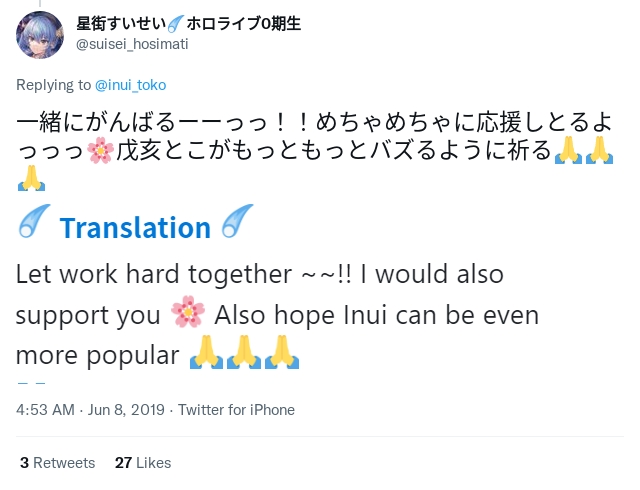 星街すいせい☄️ホロライブ0期生
@suisei_hosimati
Replying to @inui_toko
一緒にがんばるーーっっ！！めちゃめちゃに応援しとるよ
っっっ🌸戊亥とこがもっともっとバズるように祈る🙏🙏
🙏
☄️ Translation ☄️
Let work hard together ~~!! I would also
support you 🌸 Also hope Inui can be even
more popular 🙏🙏🙏
4:53 AM · Jun 8, 2019 · Twitter for iPhone
3 Retweets 27 Likes